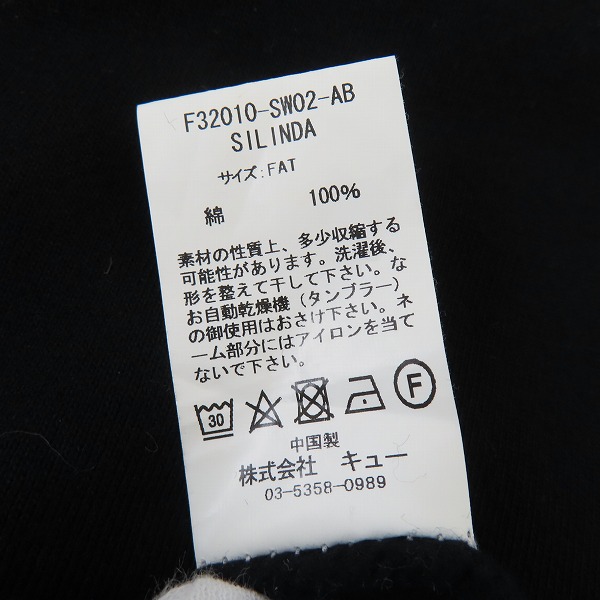 F32010-SW02-AB
SILINDA
サイズ:FAT
綿 100%
素材の性質上、多少収縮する
可能性があります。洗濯後、
形を整えて干して下さい。な
お自動乾燥機(タンブラー)
の御使用はおさけ下さい。ネ
ーム部分にはアイロンを当て
ないで下さい。
30 F
中国製
株式会社 キュー
03-5358-0989